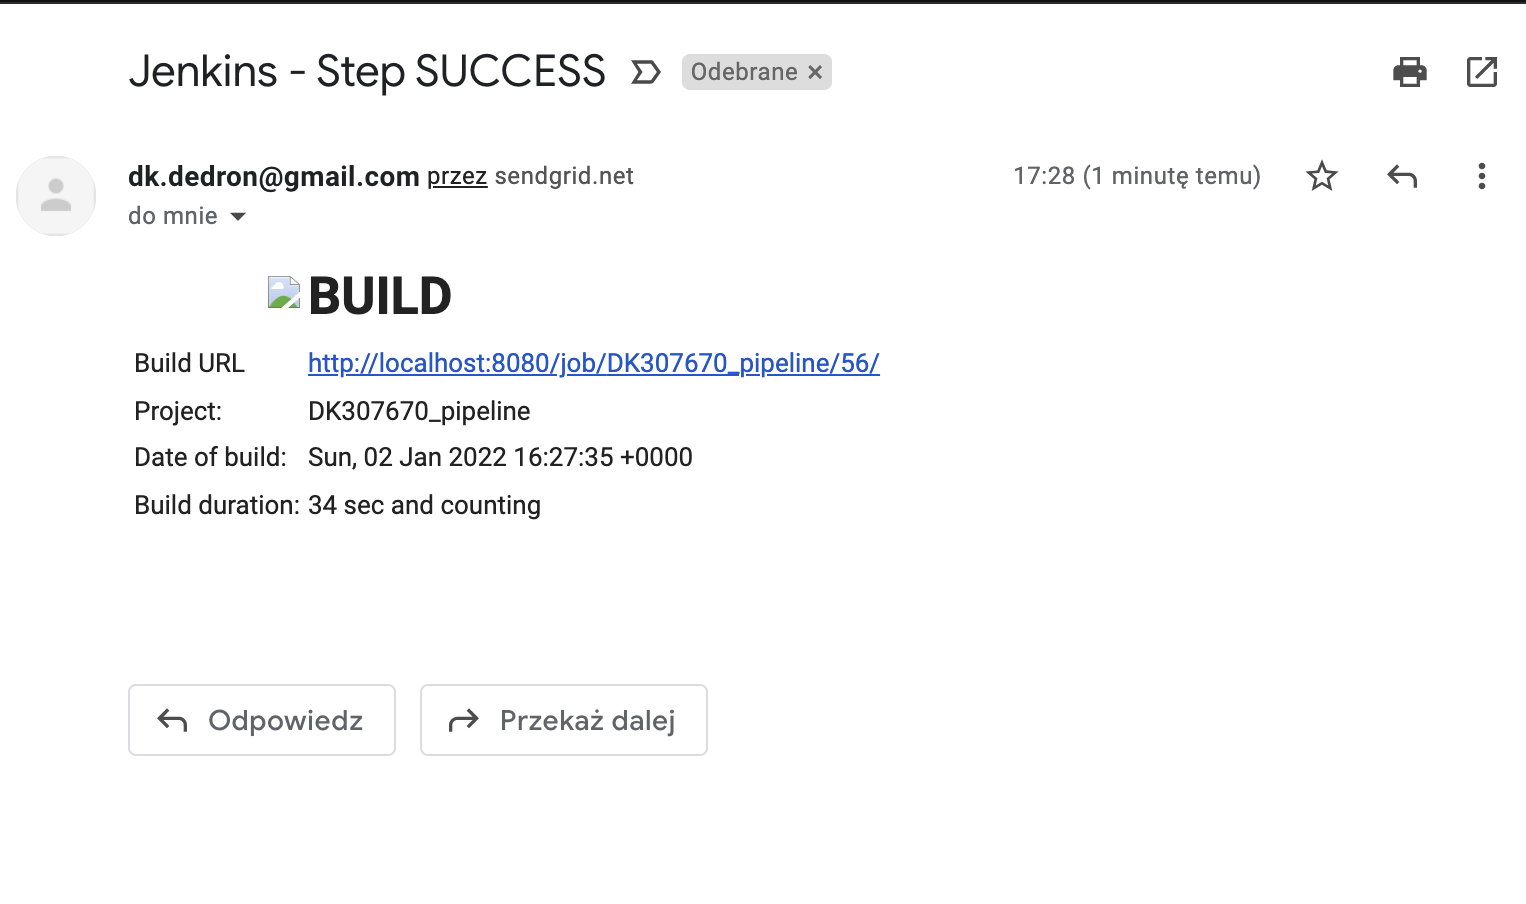 Jenkins - Step SUCCESS Odebrane ×
dk.dedron@gmail.com przez sendgrid.net 17:28 (1 minutę temu)
do mnie
BUILD
Build URL http://localhost:8080/job/DK307670_pipeline/56/
Project: DK307670_pipeline
Date of build: Sun, 02 Jan 2022 16:27:35 +0000
Build duration: 34 sec and counting
Odpowiedz Przekaż dalej